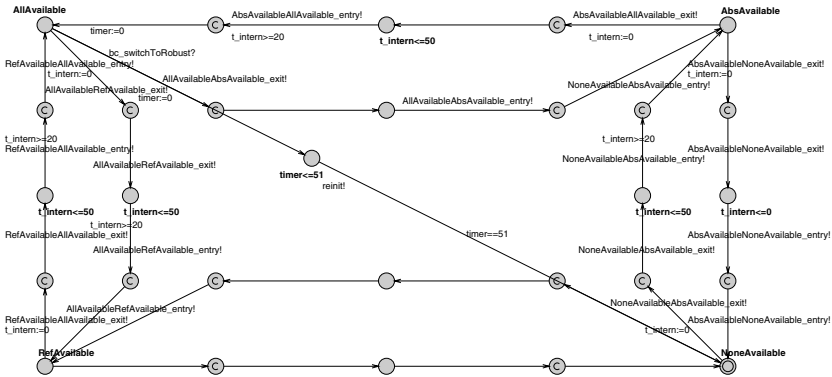 AllAvailable
AbsAvailable
AbsAvailableAllAvailable_entry!
AbsAvailableAllAvailable_exit!
timer:=0
t_intern>=20
t_intern<=50
t_intern:=0
bc_switchToRobust?
RefAvailableAllAvailable_entry!
t_intern:=0
AllAvailableAbsAvailable_exit!
AllAvailableRefAvailable_exit!
timer:=0
AbsAvailableNoneAvailable_exit!
t_intern:=0
NoneAvailableAbsAvailable_entry!
AllAvailableAbsAvailable_entry!
C
C
C
C
C
C
C
C
t_intern>=20
RefAvailableAllAvailable_entry!
AllAvailableRefAvailable_exit!
t_intern>=20
NoneAvailableAbsAvailable_entry!
AbsAvailableNoneAvailable_exit!
timer<=51
reinit!
t_intern<=50
t_intern<=50
t_intern<=50
t_intern<=0
t_intern>=20
RefAvailableAllAvailable_exit!
timer==51
AbsAvailableNoneAvailable_entry!
AllAvailableRefAvailable_entry!
NoneAvailableAbsAvailable_exit!
C
C
C
C
C
C
AllAvailableRefAvailable_entry!
NoneAvailableAbsAvailable_exit!
RefAvailableAllAvailable_exit!
t_intern:=0
AbsAvailableNoneAvailable_entry!
t_intern:=0
RefAvailable
NoneAvailable
C
C